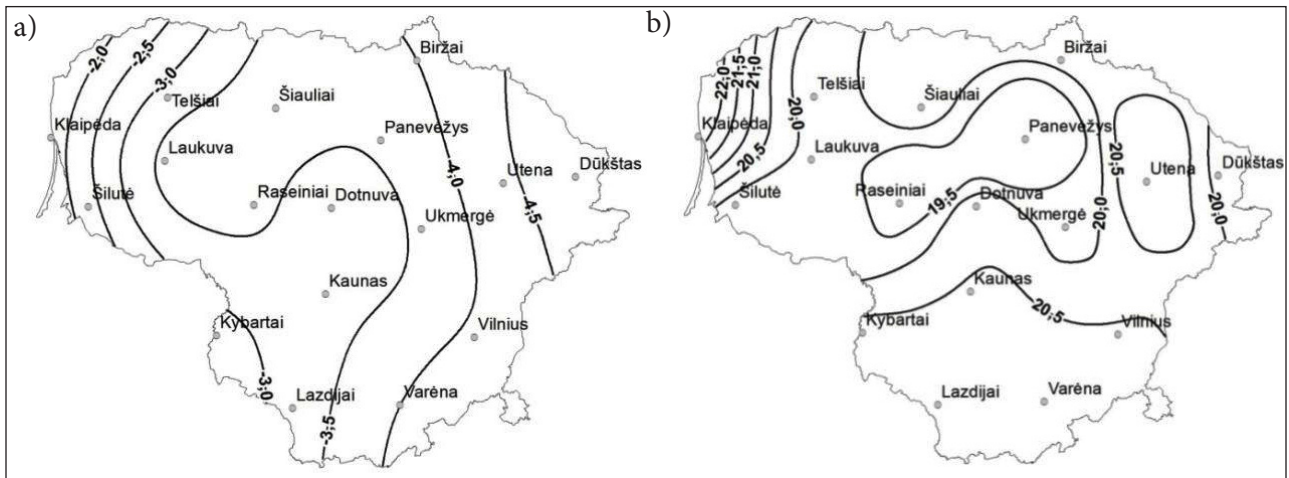 a)
-2;0
-2;5
-3;0
Biržai
Telšiai
Šiauliai
Klaipėda
Panevėžys
Laukuva
-4;0
Utena
Dūkštas
Šilutė
Raseiniai
Dotnuva
-4;5
Ukmergė
Kaunas
Kybartai
Vilnius
-3;0
Lazdijai
-3;5
Varėna
b)
22;0
21;5
21;0
Biržai
Telšiai
20;0
Šiauliai
Klaipėda
Panevėžys
20;5
Laukuva
20;5
Utena
Dūkštas
Šilutė
Raseiniai
19;5
Dotnuva
Ukmergė
20;0
20;0
Kaunas
20;5
Kybartai
Vilnius
Lazdijai
Varėna